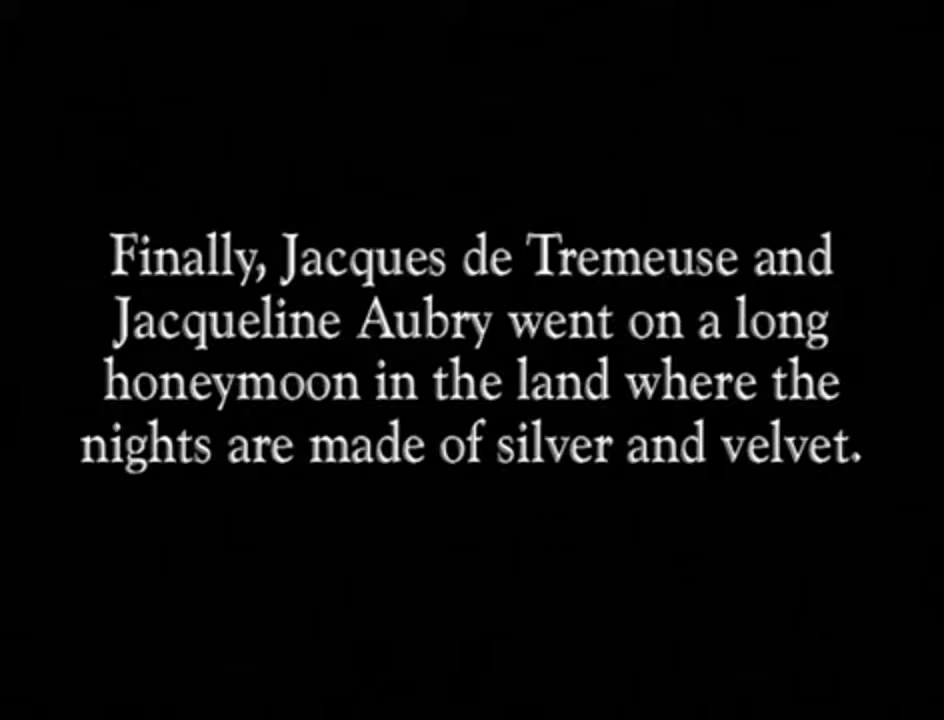 Finally, Jacques de Tremeuse and
Jacqueline Aubry went on a long
honeymoon in the land where the
nights are made of silver and velvet.